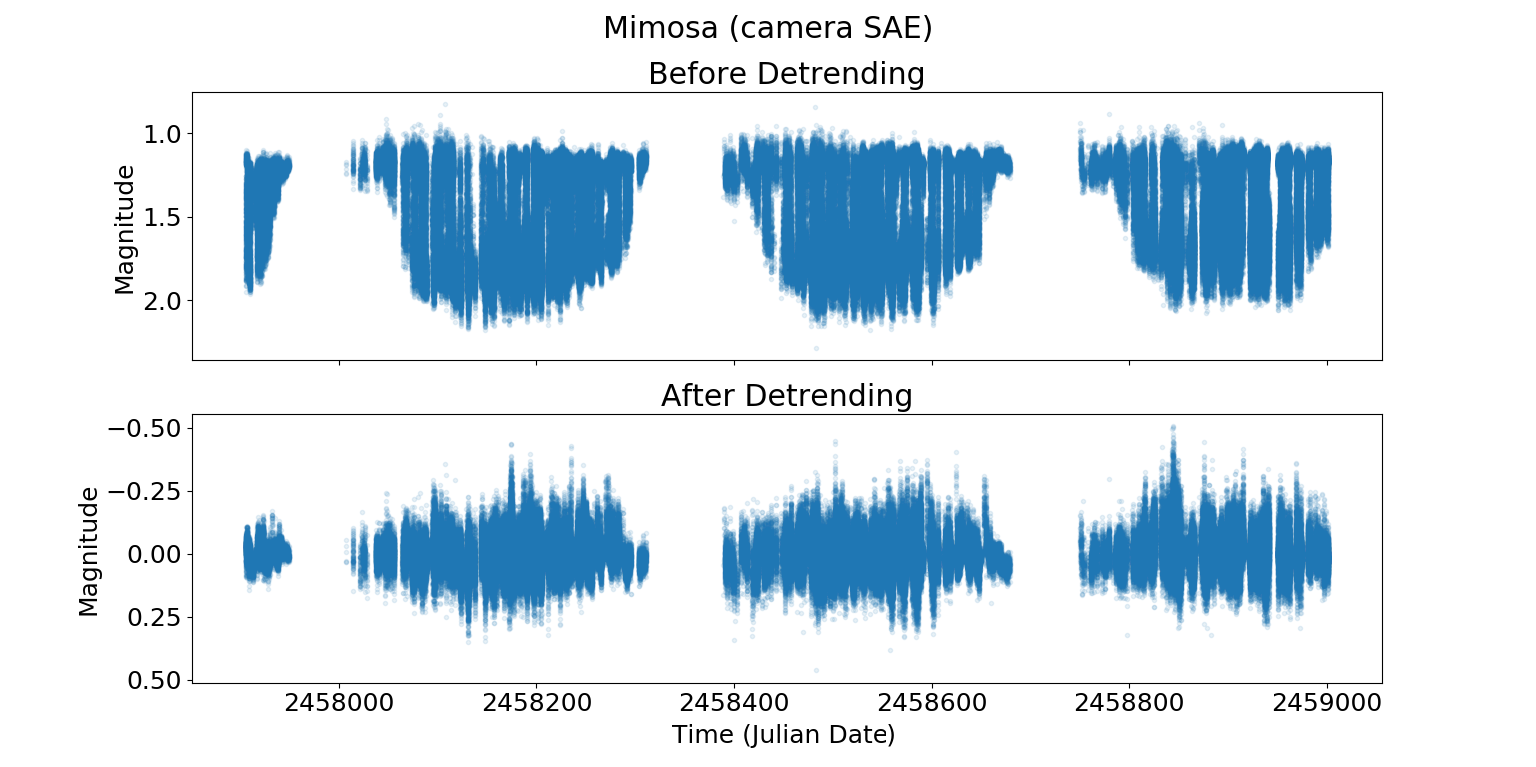 Mimosa (camera SAE)
Before Detrending
Magnitude
1.0
1.5
2.0
After Detrending
Magnitude
−0.50
−0.25
0.00
0.25
0.50
2458000 2458200 2458400 2458600 2458800 2459000
Time (Julian Date)